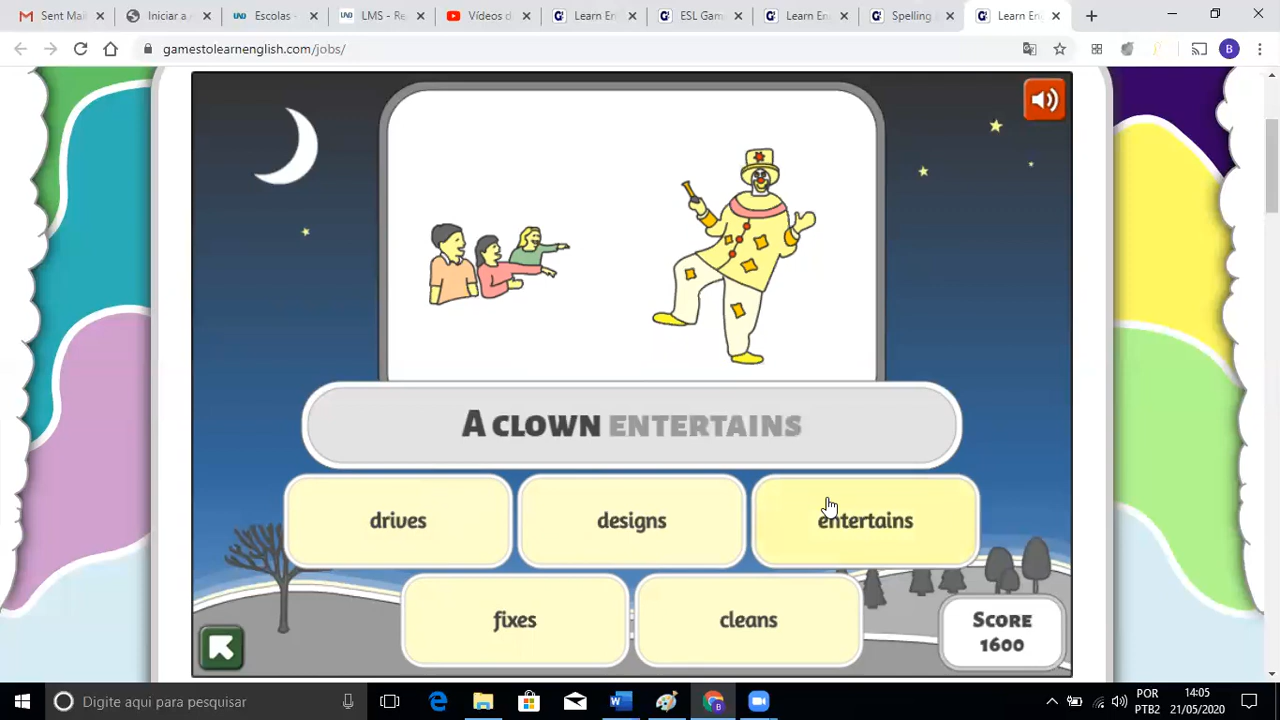 Sent Mai
Iniciar a
UNO Escolas -
UNO LMS - Re
Vídeos d
Learn En
ESL Gam
Learn En
Spelling
Learn En
gamestolearnenglish.com/jobs/
B
A CLOWN ENTERTAINS
drives
designs
entertains
fixes
cleans
SCORE
1600
Digite aqui para pesquisar
POR
PTB2
14:05
21/05/2020